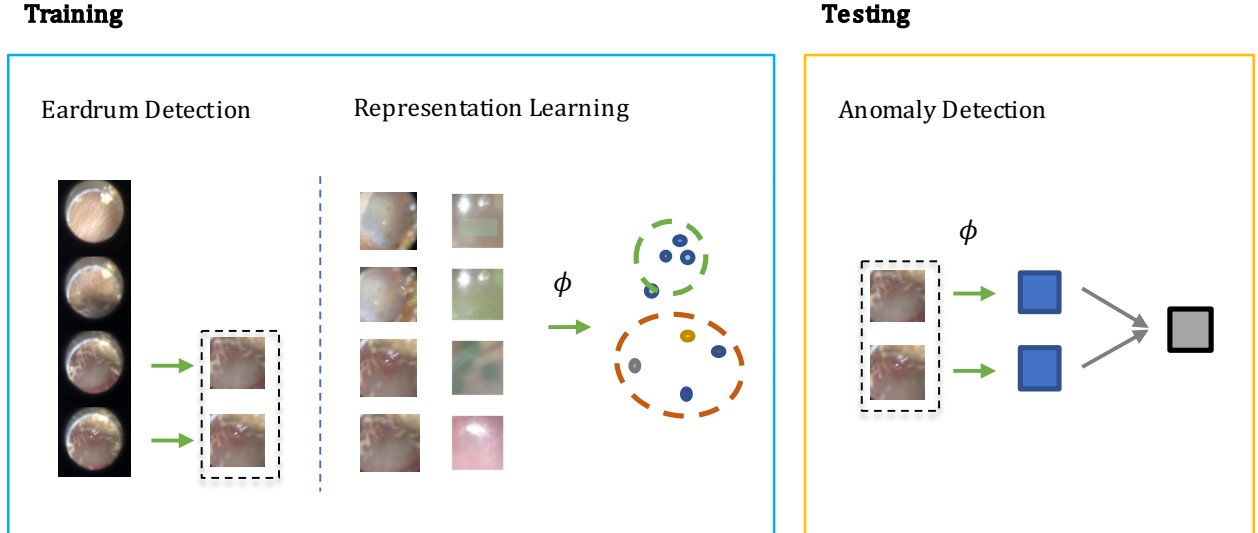 Training
Testing
Eardrum Detection
Representation Learning
Anomaly Detection
ϕ
ϕ